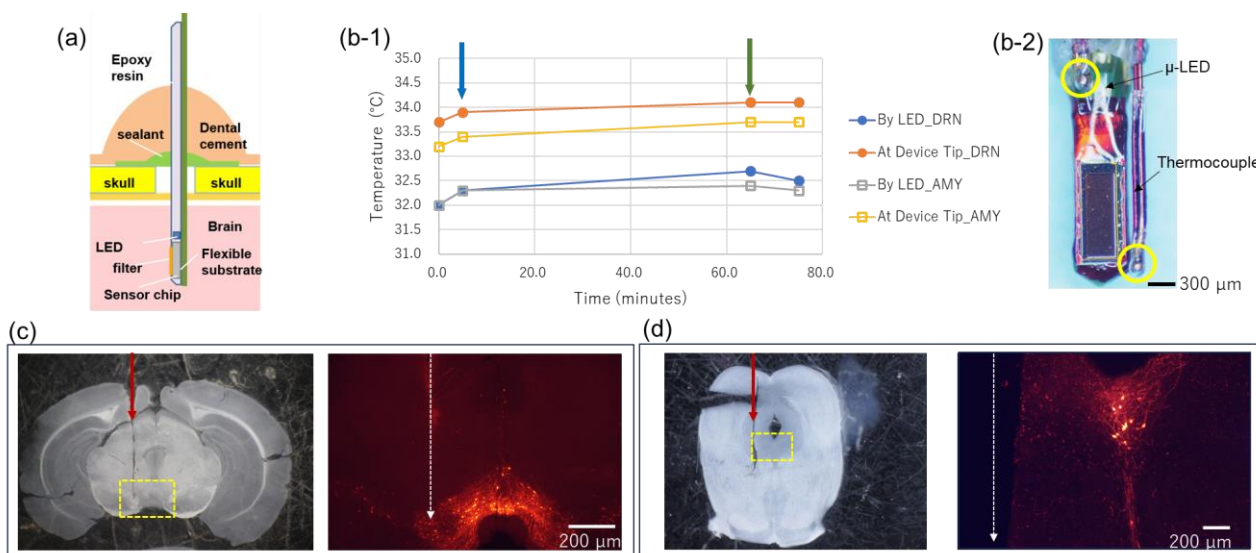 (a)
Epoxy
resin
sealant
Dental
cement
skull
skull
Brain
LED
filter
Flexible
substrate
Sensor chip
(b-1)
Temperature (°C)
35.0
34.5
34.0
33.5
33.0
32.5
32.0
31.5
31.0
0.0
20.0
40.0
60.0
80.0
Time (minutes)
By LED_DRN
At Device Tip_DRN
By LED_AMY
At Device Tip_AMY
(b-2)
μ-LED
Thermocouple
300 μm
(c)
200 μm
(d)
200 μm